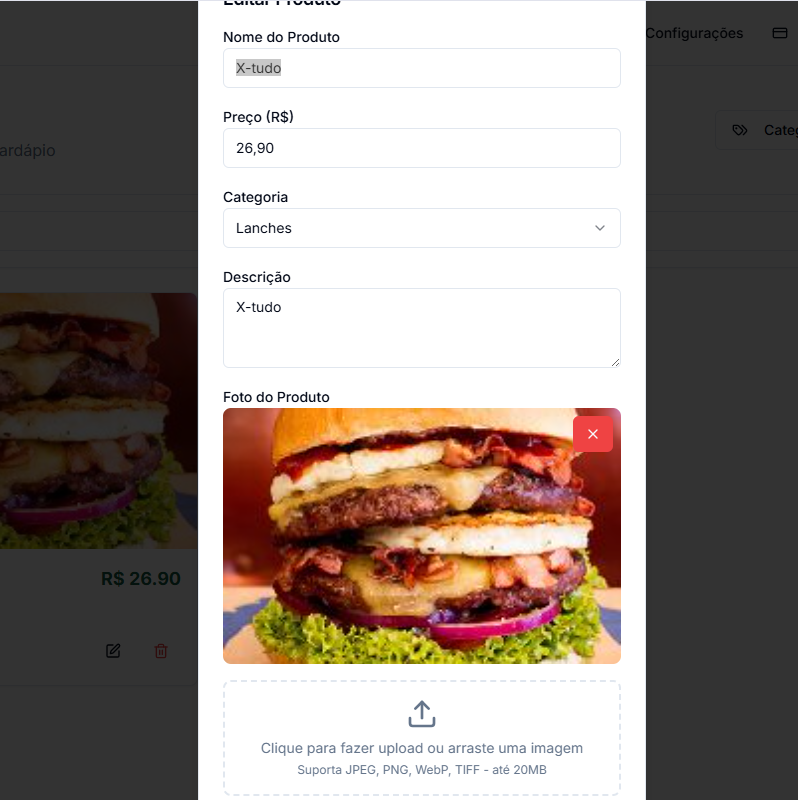 Editar Produto
Configurações
Nome do Produto
X-tudo
Preço (R$)
26,90
Categ
ardápio
Categoria
Lanches
Descrição
X-tudo
Foto do Produto
R$ 26.90
Clique para fazer upload ou arraste uma imagem
Suporta JPEG, PNG, WebP, TIFF - até 20MB